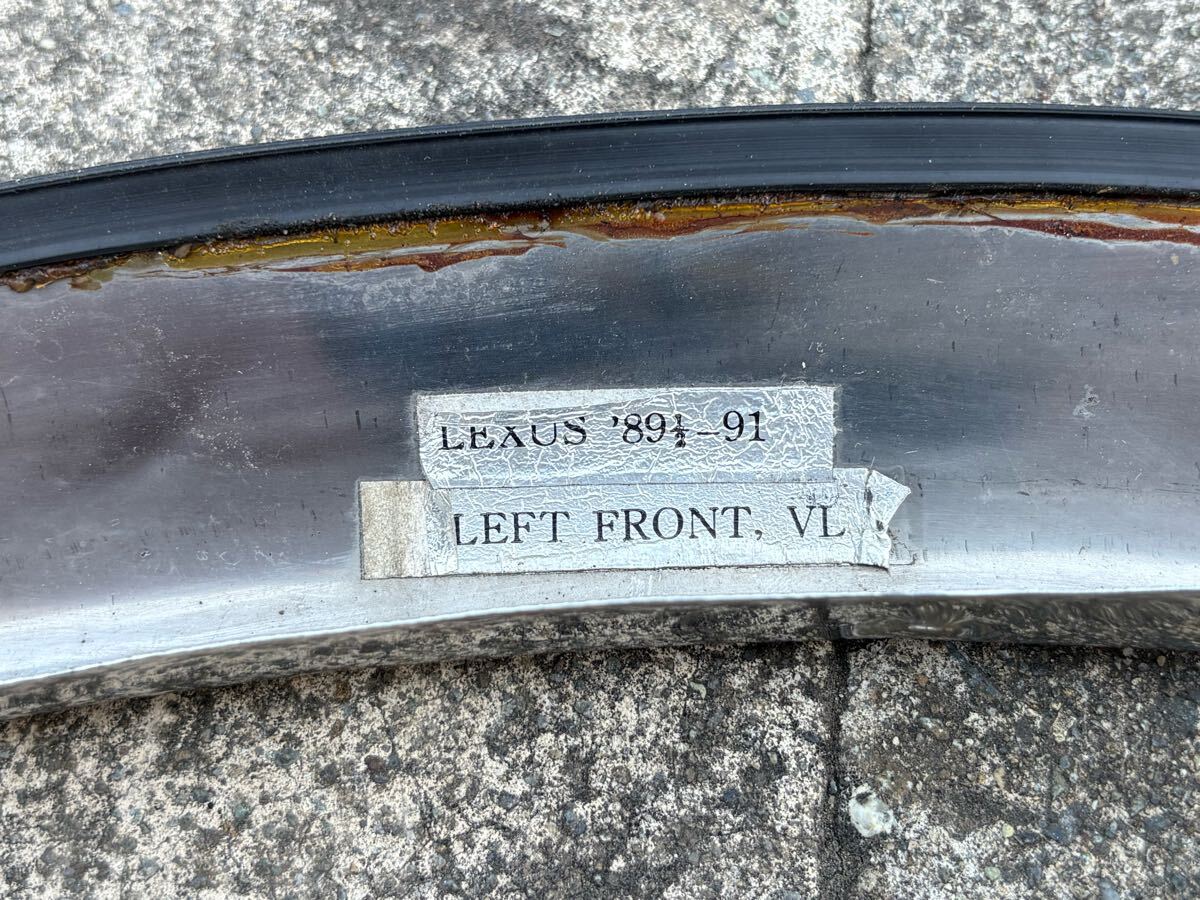 LEXUS '89½-91
LEFT FRONT, VL